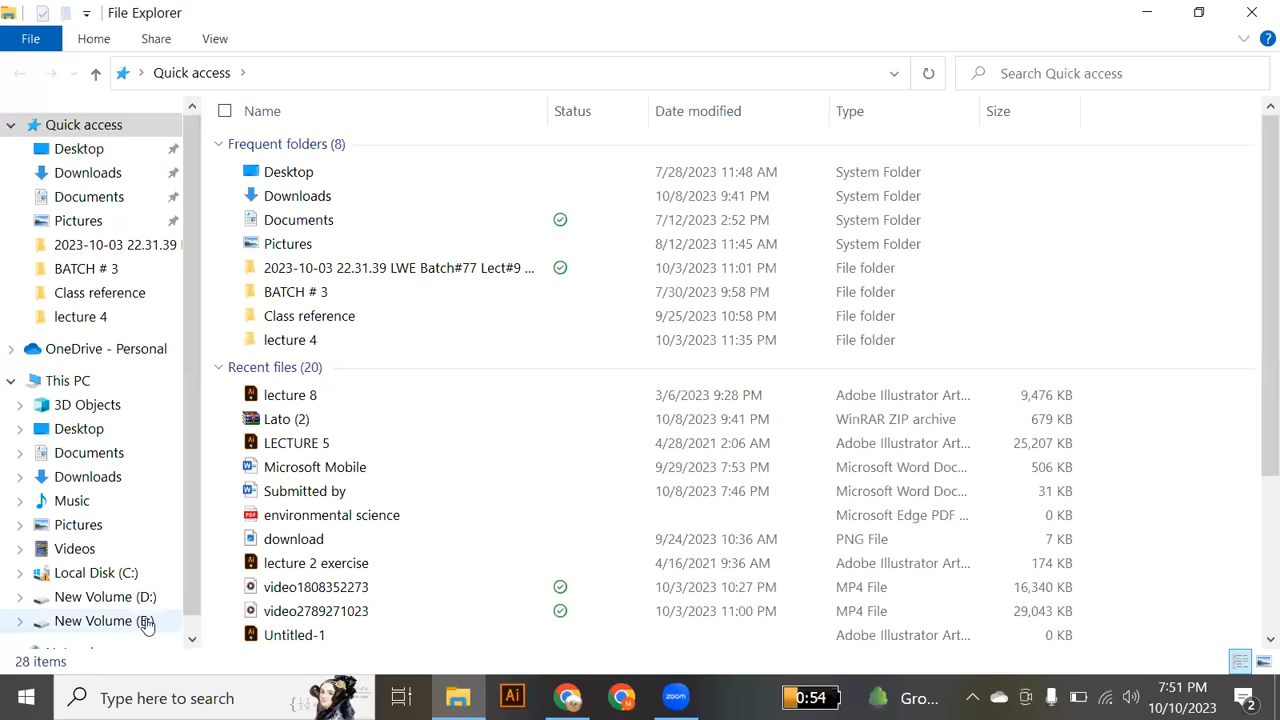 File Explorer
File Home Share View
Quick access
Search Quick access
Name Status Date modified Type Size
Quick access
Desktop
Downloads
Documents
Pictures
2023-10-03 22.31.39
BATCH # 3
Class reference
lecture 4
OneDrive - Personal
This PC
3D Objects
Desktop
Documents
Downloads
Music
Pictures
Videos
Local Disk (C:)
New Volume (D:)
New Volume
Frequent folders (8)
Desktop 7/28/2023 11:48 AM System Folder
Downloads 10/8/2023 9:41 PM System Folder
Documents 7/12/2023 2:52 PM System Folder
Pictures 8/12/2023 11:45 AM System Folder
2023-10-03 22.31.39 LWE Batch#77 Lect#9 ... 10/3/2023 11:01 PM File folder
BATCH # 3 7/30/2023 9:58 PM File folder
Class reference 9/25/2023 10:58 PM File folder
lecture 4 10/3/2023 11:35 PM File folder
Recent files (20)
lecture 8 3/6/2023 9:28 PM Adobe Illustrator Art... 9,476 KB
Lato (2) 10/8/2023 9:41 PM WinRAR ZIP archive 679 KB
LECTURE 5 4/28/2021 2:06 AM Adobe Illustrator Art... 25,207 KB
Microsoft Mobile 9/29/2023 7:53 PM Microsoft Word Doc... 506 KB
Submitted by 10/8/2023 7:46 PM Microsoft Word Doc... 31 KB
environmental science Microsoft Edge PDF ... 0 KB
download 9/24/2023 10:36 AM PNG File 7 KB
lecture 2 exercise 4/16/2021 9:36 AM Adobe Illustrator Art... 174 KB
video1808352273 10/3/2023 10:27 PM MP4 File 16,340 KB
video2789271023 10/3/2023 11:00 PM MP4 File 29,043 KB
Untitled-1 Adobe Illustrator Art... 0 KB
28 items
Type here to search
Ai
zoom
0:54
Gro...
7:51 PM
10/10/2023
2